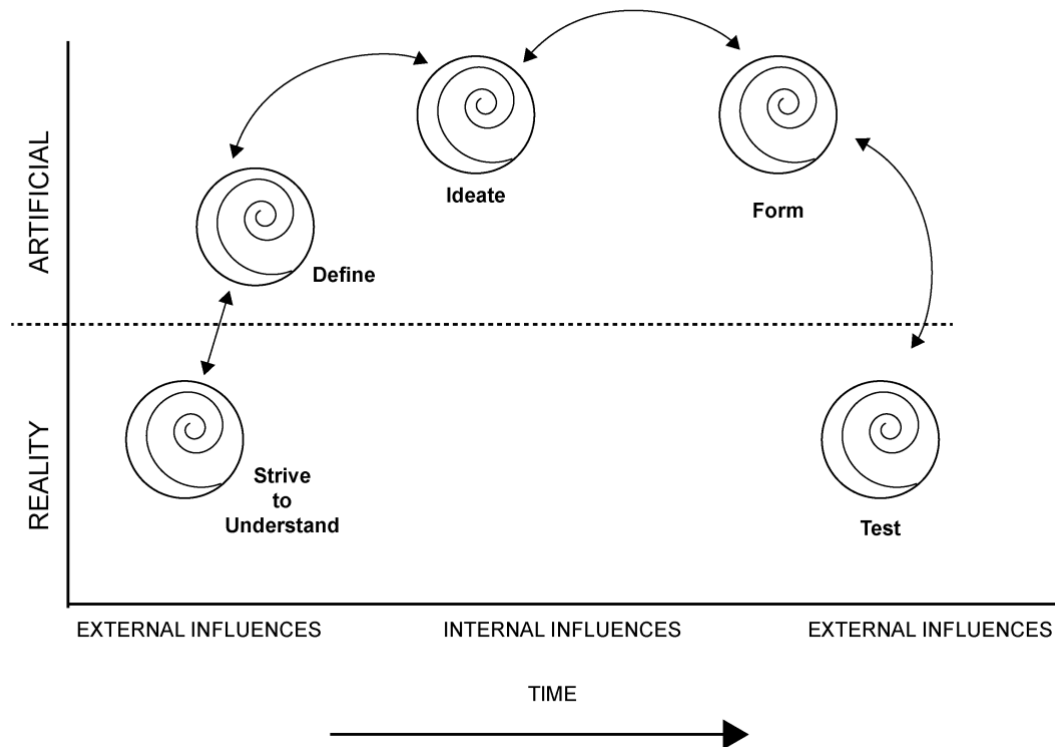 ARTIFICIAL
Ideate
Form
Define
REALITY
Strive
to
Understand
Test
EXTERNAL INFLUENCES
INTERNAL INFLUENCES
EXTERNAL INFLUENCES
TIME